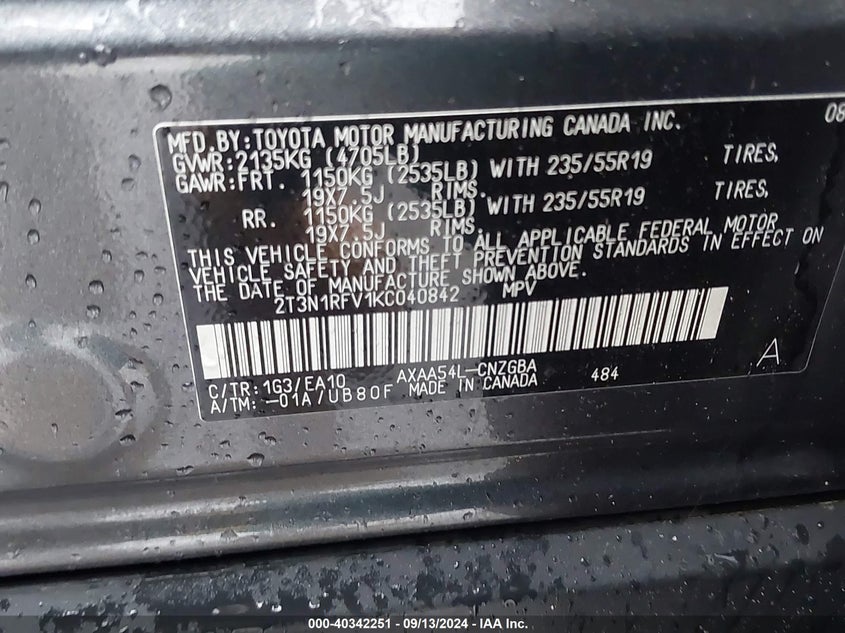 MFD. BY: TOYOTA MOTOR MANUFACTURING CANADA INC. 08
GVWR: 2135KG (4705LB)
GAWR: FRT. 1150KG (2535LB) WITH 235/55R19 TIRES,
19X7.5J RIMS.
RR. 1150KG (2535LB) WITH 235/55R19 TIRES,
19X7.5J RIMS.
THIS VEHICLE CONFORMS TO ALL APPLICABLE FEDERAL MOTOR
VEHICLE SAFETY AND THEFT PREVENTION STANDARDS IN EFFECT ON
THE DATE OF MANUFACTURE SHOWN ABOVE.
2T3N1RFV1KC040842 MPV
C/TR: 1G3/EA10 AXAA54L-CNZGBA 484 A
A/TM: -01A/UB80F MADE IN CANADA
000-40342251 - 09/13/2024 - IAA Inc.